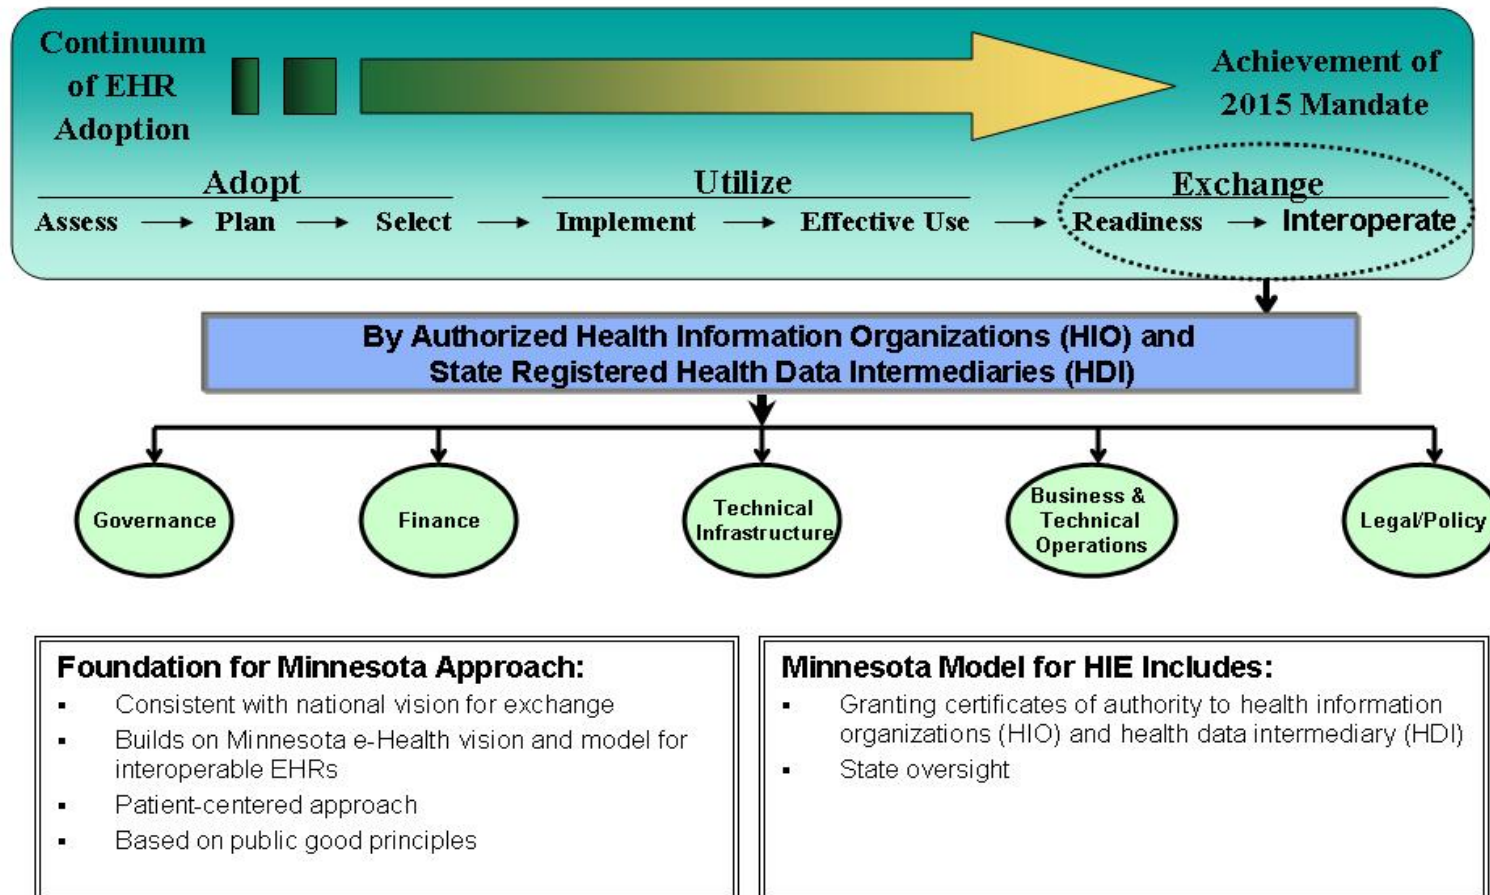 Continuum
of EHR
Adoption
Achievement of
2015 Mandate
Adopt
Utilize
Exchange
Assess
Plan
Select
Implement
Effective Use
Readiness
Interoperate
By Authorized Health Information Organizations (HIO) and
State Registered Health Data Intermediaries (HDI)
Governance
Finance
Technical
Infrastructure
Business &
Technical
Operations
Legal/Policy
Foundation for Minnesota Approach:
▪ Consistent with national vision for exchange
▪ Builds on Minnesota e-Health vision and model for
interoperable EHRs
▪ Patient-centered approach
▪ Based on public good principles
Minnesota Model for HIE Includes:
▪ Granting certificates of authority to health information
organizations (HIO) and health data intermediary (HDI)
▪ State oversight